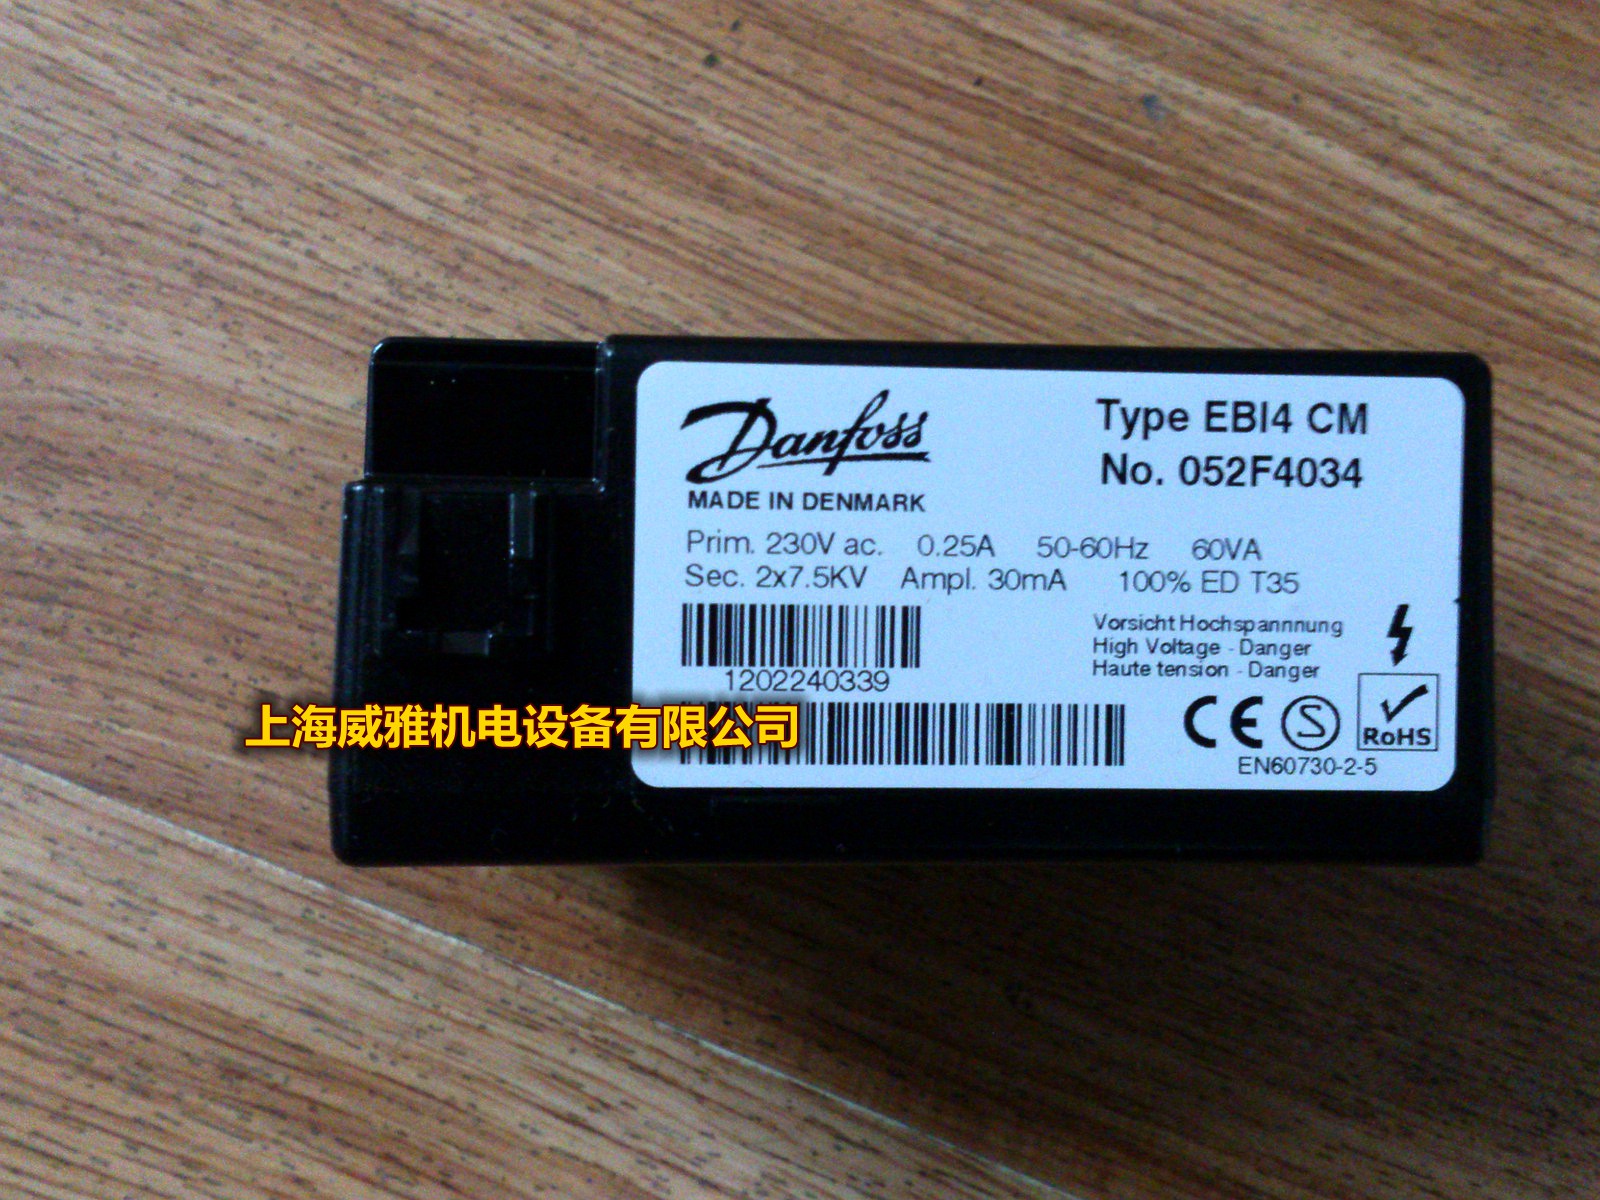 Danfoss
MADE IN DENMARK
Type EBI4 CM
No. 052F4034
Prim. 230V ac. 0.25A 50-60Hz 60VA
Sec. 2x7.5KV Ampl. 30mA 100% ED T35
1202240339
Vorsicht Hochspannnung
High Voltage - Danger
Haute tension - Danger
CE S RoHS
EN60730-2-5
上海威雅机电设备有限公司